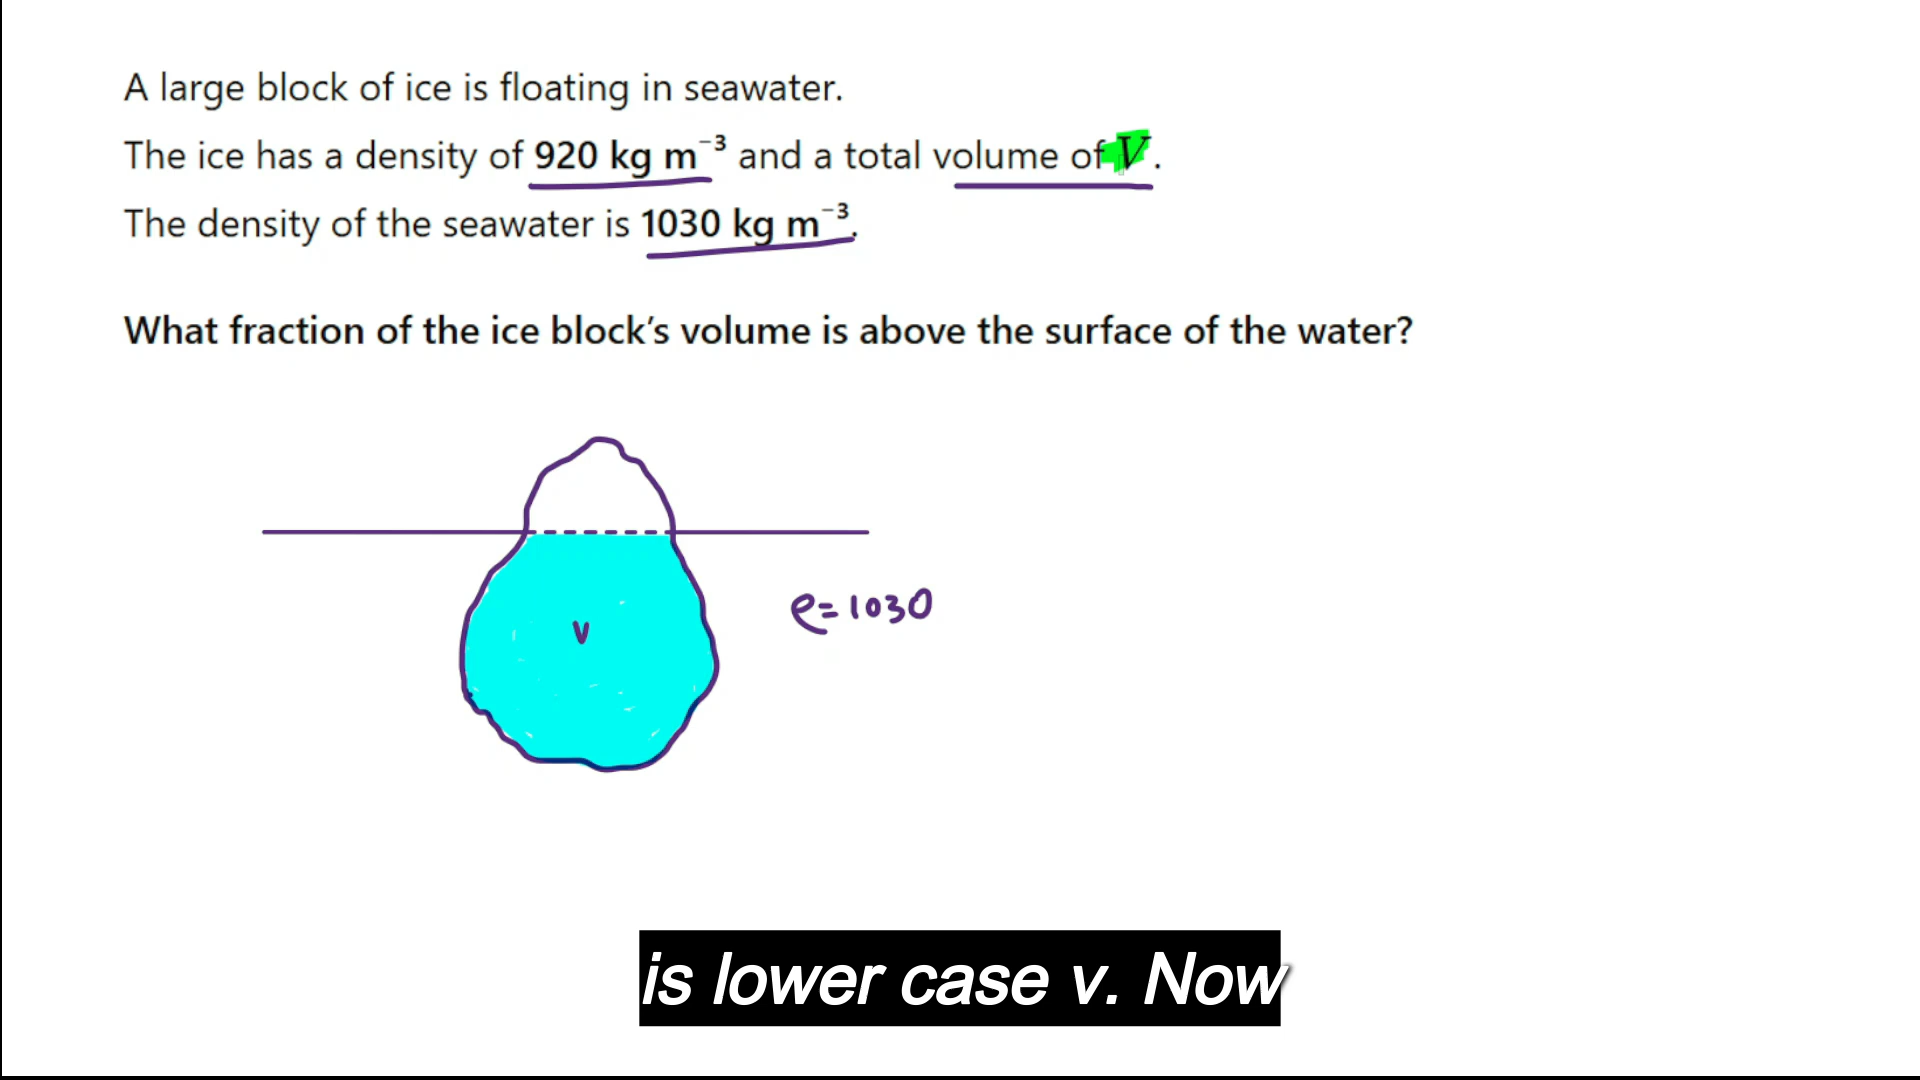 A large block of ice is floating in seawater.
The ice has a density of 920 kg m⁻³ and a total volume of V.
The density of the seawater is 1030 kg m⁻³.
What fraction of the ice block’s volume is above the surface of the water?
ρ=1030
v
is lower case v. Now